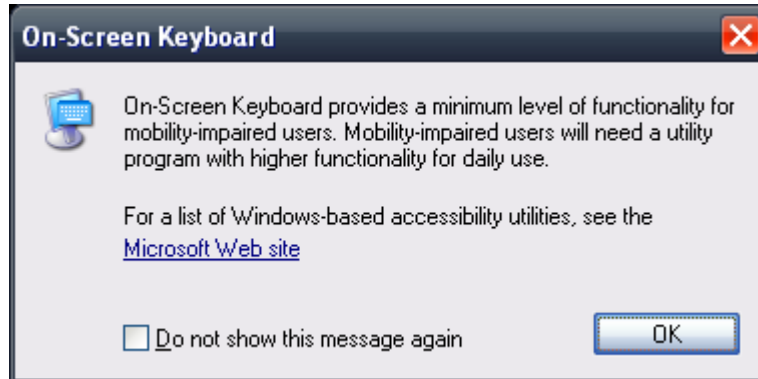 On-Screen Keyboard
On-Screen Keyboard provides a minimum level of functionality for
mobility-impaired users. Mobility-impaired users will need a utility
program with higher functionality for daily use.
For a list of Windows-based accessibility utilities, see the
Microsoft Web site
Do not show this message again
OK